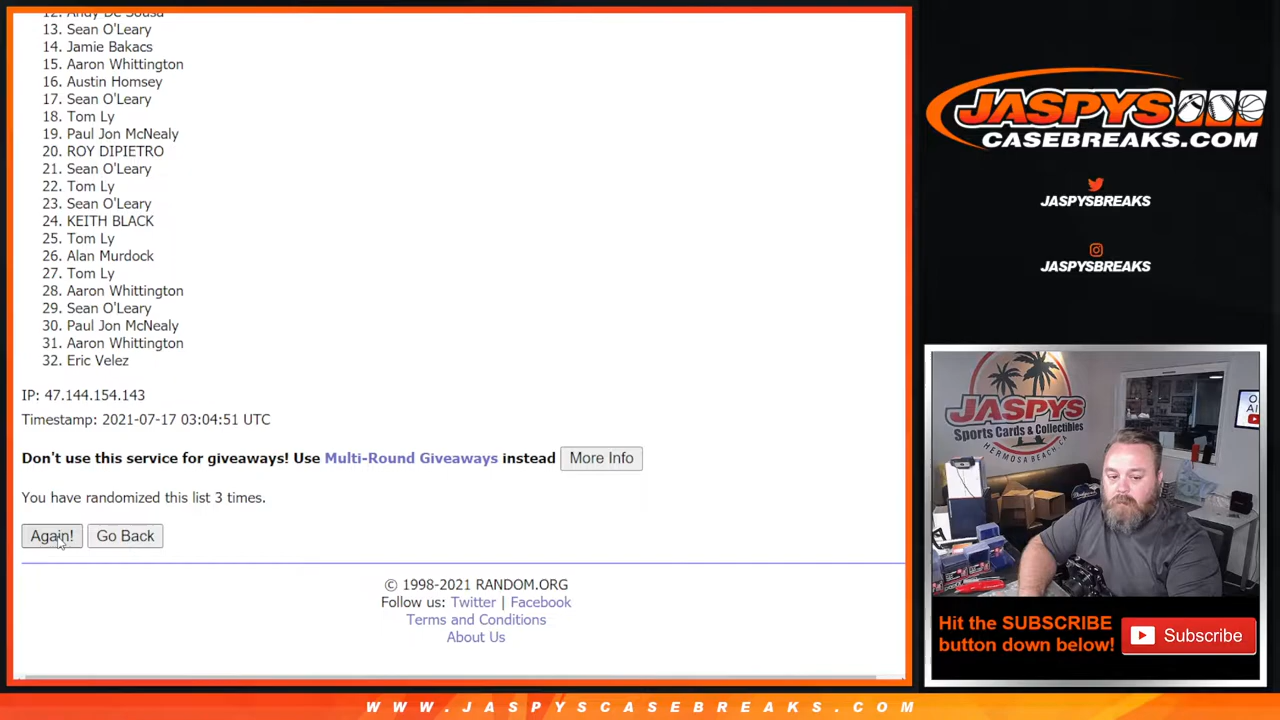 12. Andy De Sousa
13. Sean O'Leary
14. Jamie Bakacs
15. Aaron Whittington
16. Austin Homsey
17. Sean O'Leary
18. Tom Ly
19. Paul Jon McNealy
20. ROY DIPIETRO
21. Sean O'Leary
22. Tom Ly
23. Sean O'Leary
24. KEITH BLACK
25. Tom Ly
26. Alan Murdock
27. Tom Ly
28. Aaron Whittington
29. Sean O'Leary
30. Paul Jon McNealy
31. Aaron Whittington
32. Eric Velez
IP: 47.144.154.143
Timestamp: 2021-07-17 03:04:51 UTC
Don't use this service for giveaways! Use Multi-Round Giveaways instead More Info
You have randomized this list 3 times.
Again! Go Back
© 1998-2021 RANDOM.ORG
Follow us: Twitter | Facebook
Terms and Conditions
About Us
JASPYS
CASEBREAKS.COM
JASPYSBREAKS
JASPYSBREAKS
JASPYS
Sports Cards & Collectibles
HERMOSA BEACH, CA
Hit the SUBSCRIBE
button down below!
Subscribe
WWW.JASPYSCASEBREAKS.COM